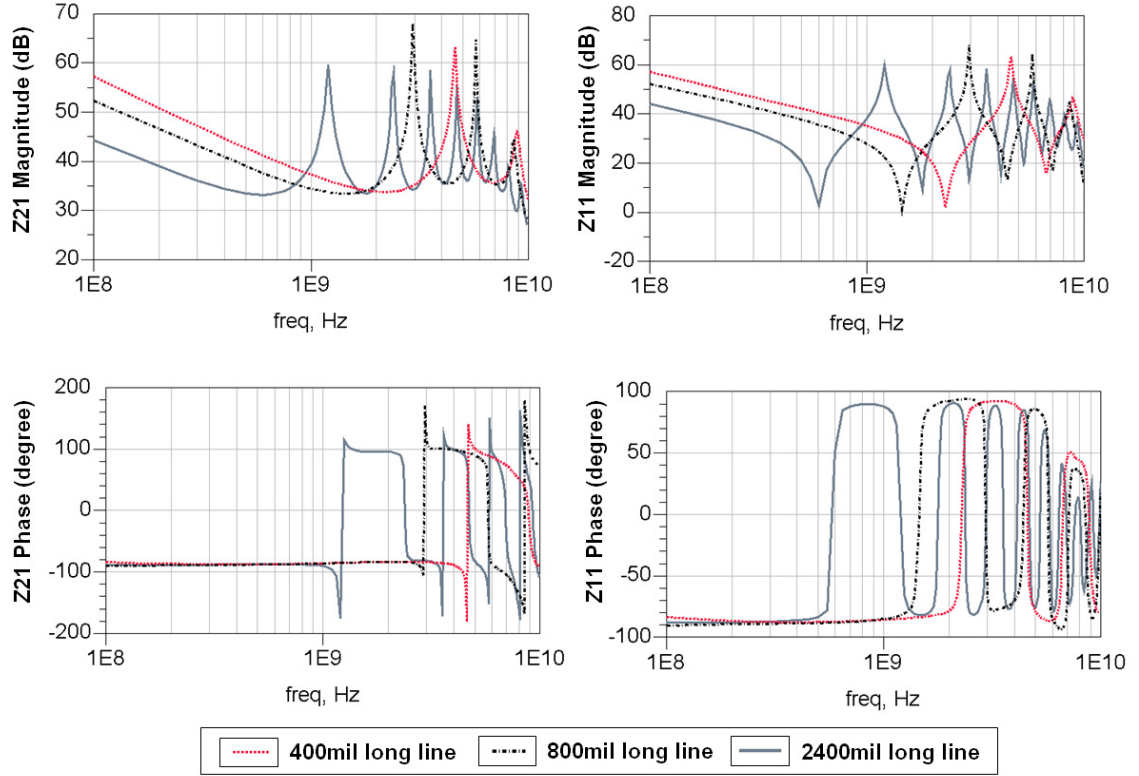 Z21 Magnitude (dB)
70
60
50
40
30
20
1E8
1E9
1E10
freq, Hz
Z11 Magnitude (dB)
80
60
40
20
0
-20
1E8
1E9
1E10
freq, Hz
Z21 Phase (degree)
200
100
0
-100
-200
1E8
1E9
1E10
freq, Hz
Z11 Phase (degree)
100
50
0
-50
-100
1E8
1E9
1E10
freq, Hz
400mil long line
800mil long line
2400mil long line